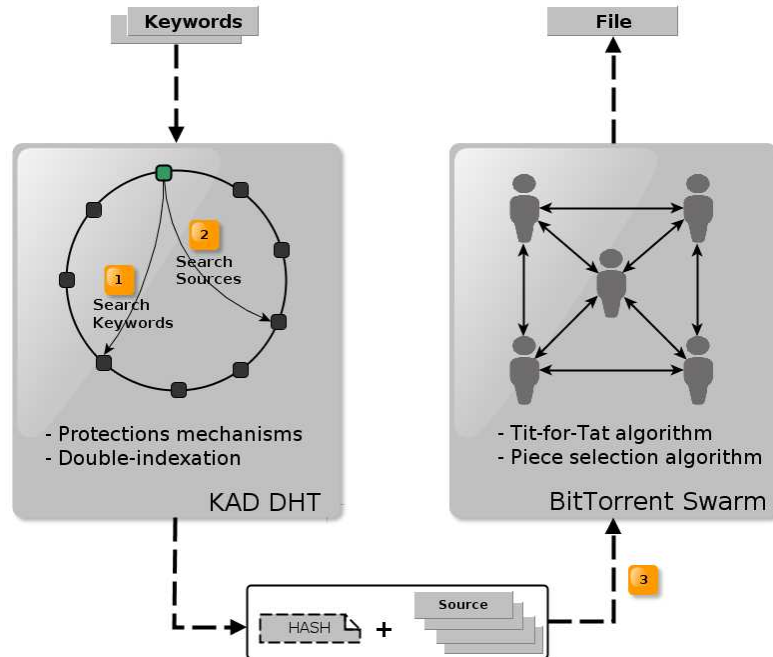 Keywords
File
2
Search
Sources
1
Search
Keywords
- Protections mechanisms
- Double-indexation
KAD DHT
- Tit-for-Tat algorithm
- Piece selection algorithm
BitTorrent Swarm
3
HASH
+
Source